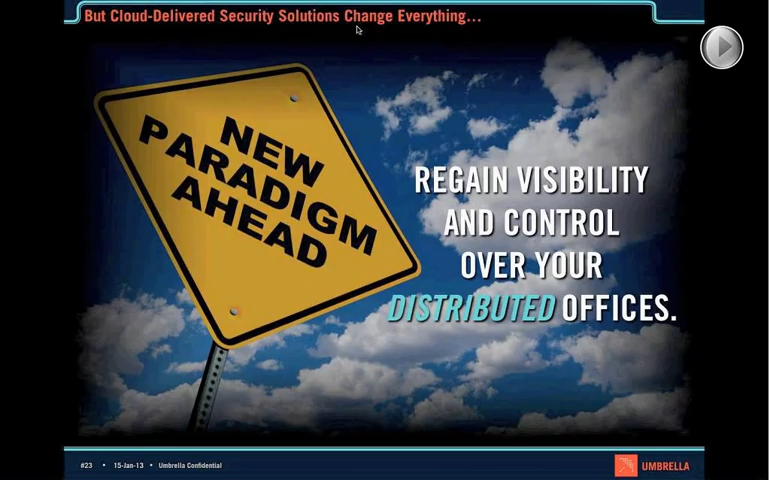 But Cloud-Delivered Security Solutions Change Everything...
NEW
PARADIGM
AHEAD
REGAIN VISIBILITY
AND CONTROL
OVER YOUR
DISTRIBUTED OFFICES.
#23 • 15-Jan-13 • Umbrella Confidential
UMBRELLA